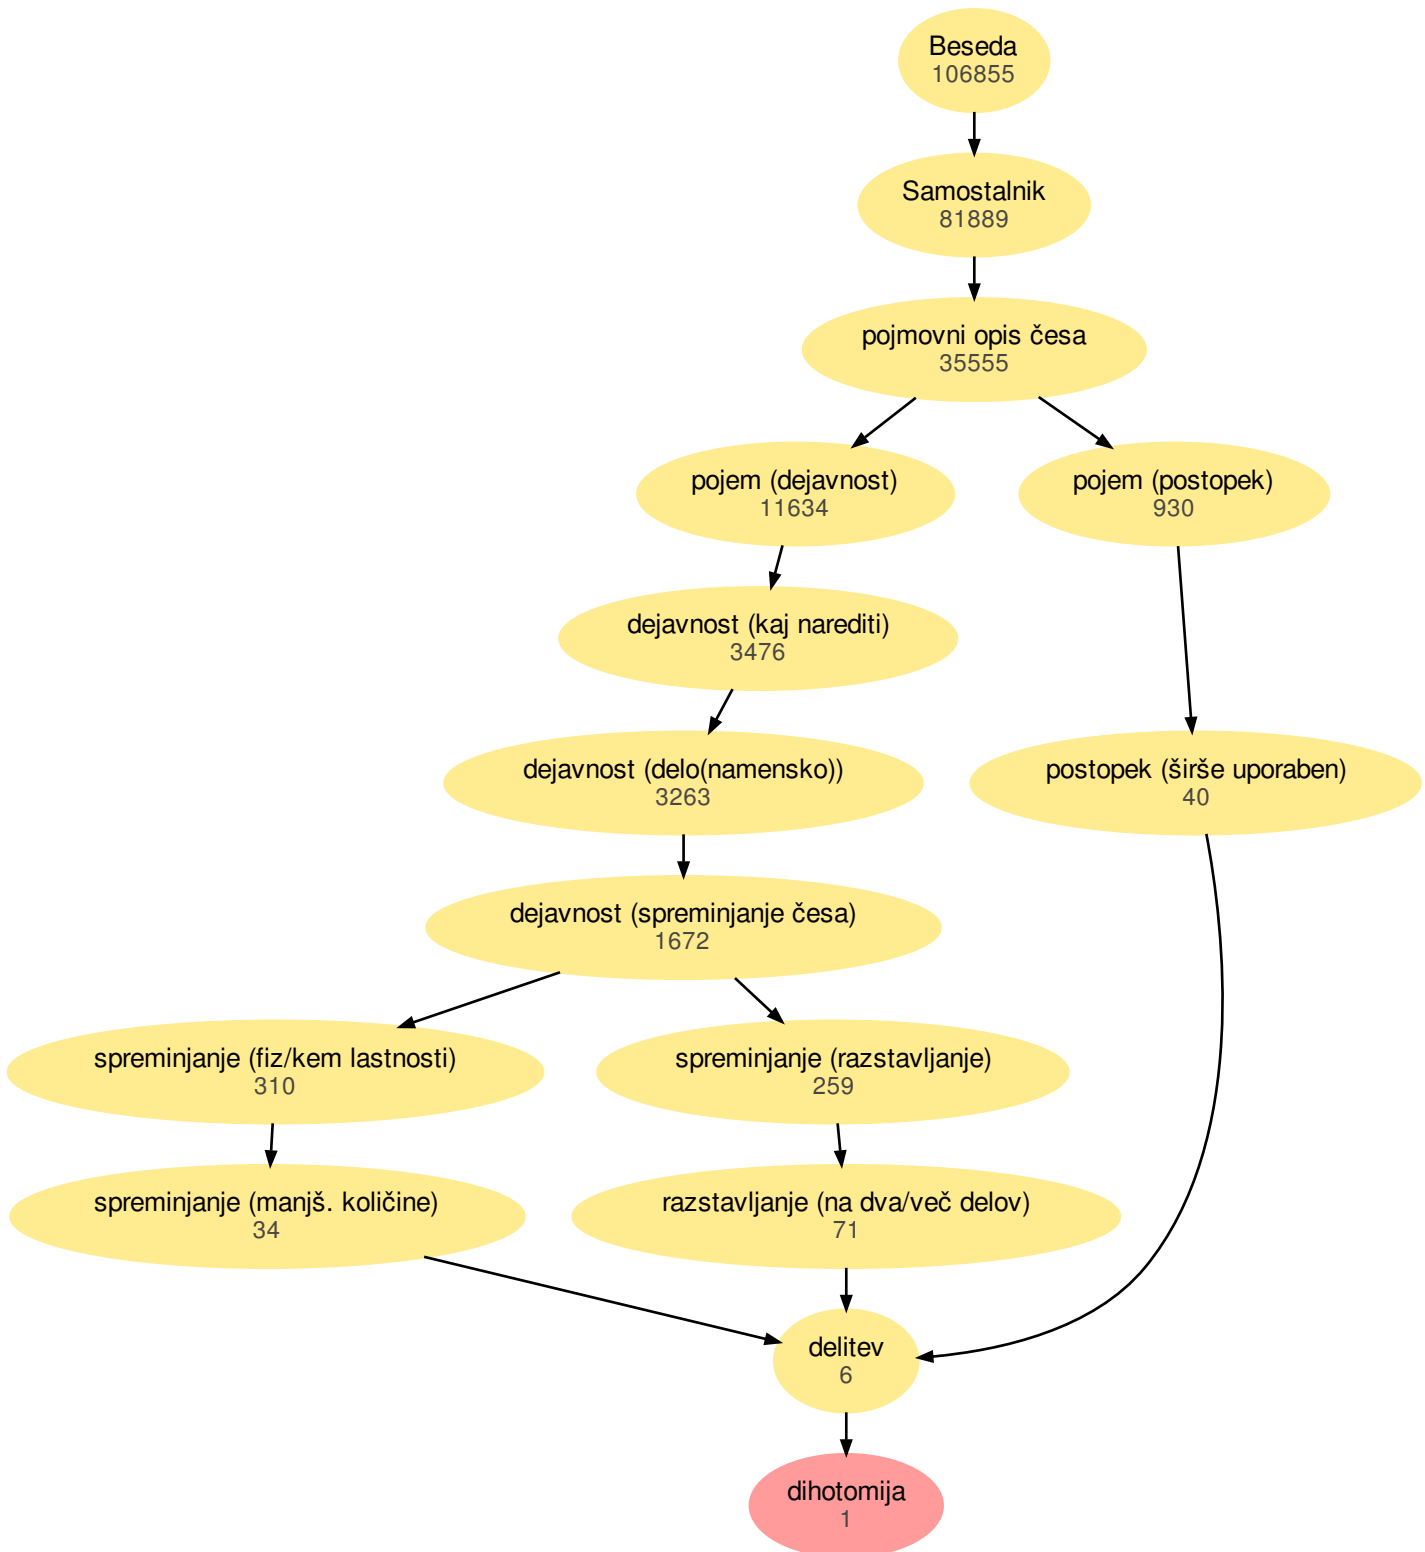 Beseda
106855
Samostalnik
81889
pojmovni opis česa
35555
pojem (dejavnost)
11634
pojem (postopek)
930
dejavnost (kaj narediti)
3476
dejavnost (delo(namensko))
3263
postopek (širše uporaben)
40
dejavnost (spreminjanje česa)
1672
spreminjanje (fiz/kem lastnosti)
310
spreminjanje (razstavljanje)
259
spreminjanje (manjš. količine)
34
razstavljanje (na dva/več delov)
71
delitev
6
dihotomija
1